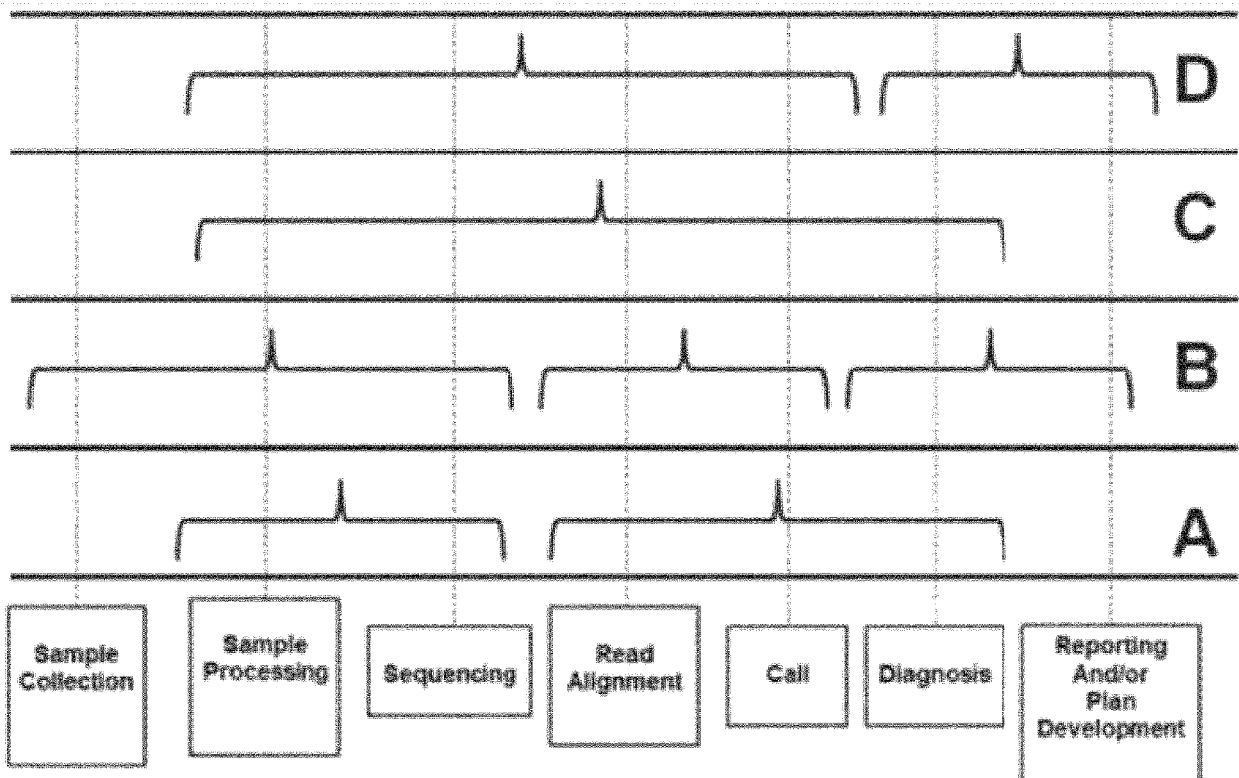 D
C
B
A
Sample
Collection
Sample
Processing
Sequencing
Read
Alignment
Call
Diagnosis
Reporting
And/or
Plan
Development